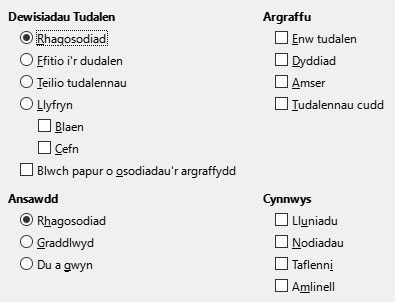 Dewisiadau Tudalen
Rhagosodiad
Ffitio i'r dudalen
Teilio tudalennau
Llyfryn
Blaen
Cefn
Blwch papur o osodiadau'r argraffydd
Argraffu
Enw tudalen
Dyddiad
Amser
Tudalennau cudd
Ansawdd
Rhagosodiad
Graddlwyd
Du a gwyn
Cynnwys
Lluniadu
Nodiadau
Taflenni
Amlinell